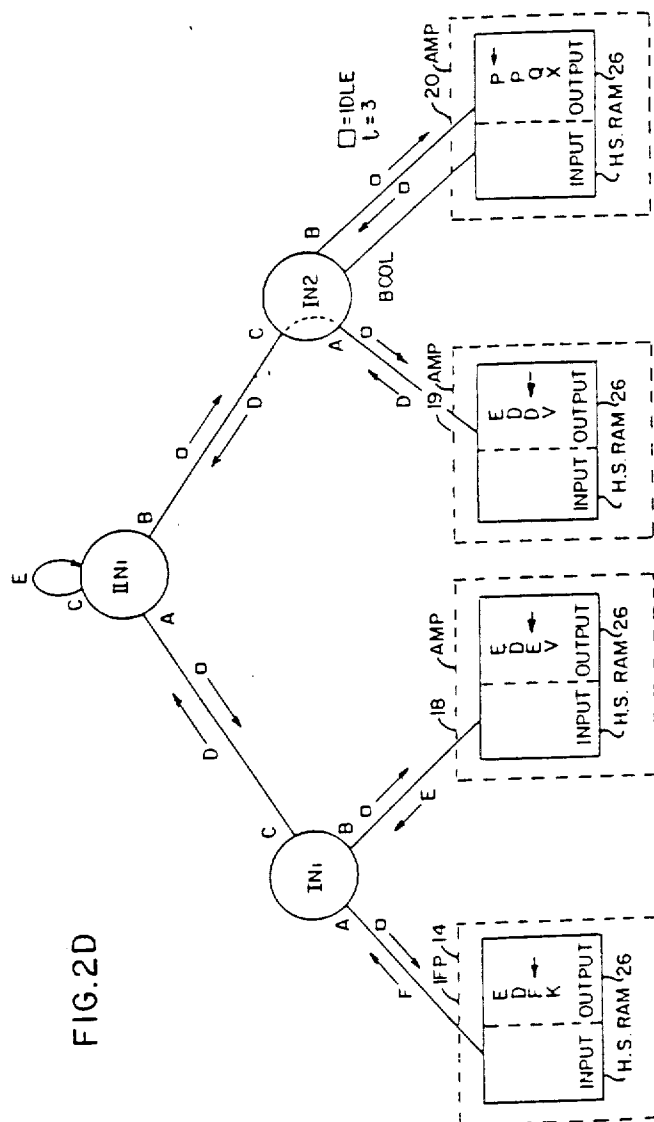 FIG.2D
E
C
IIN₁
A
B
□=IDLE
t=3
D
□
□
D
C
C
IN₁
IN2
A
B
A
B
BCOL
F
□
E
□
D
□
□
□
IFP 14
18 AMP
19 AMP
20 AMP
E
D
F←
K
INPUT OUTPUT
H.S. RAM 26
E
D
E←
V
INPUT OUTPUT
H.S. RAM 26
E
D
D←
V
INPUT OUTPUT
H.S. RAM 26
P←
P
Q
X
INPUT OUTPUT
H.S. RAM 26